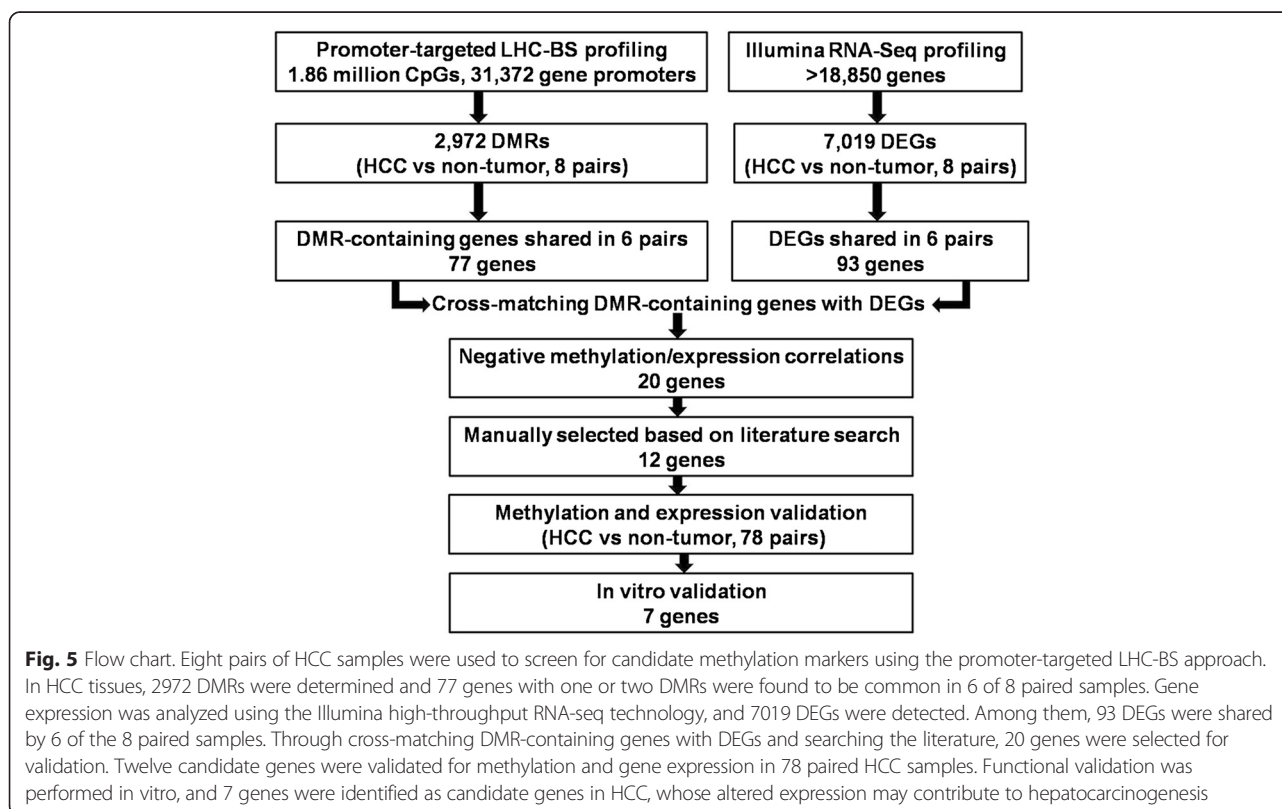 Promoter-targeted LHC-BS profiling
1.86 million CpGs, 31,372 gene promoters
Illumina RNA-Seq profiling
>18,850 genes
2,972 DMRs
(HCC vs non-tumor, 8 pairs)
7,019 DEGs
(HCC vs non-tumor, 8 pairs)
DMR-containing genes shared in 6 pairs
77 genes
DEGs shared in 6 pairs
93 genes
Cross-matching DMR-containing genes with DEGs
Negative methylation/expression correlations
20 genes
Manually selected based on literature search
12 genes
Methylation and expression validation
(HCC vs non-tumor, 78 pairs)
In vitro validation
7 genes
Fig. 5 Flow chart. Eight pairs of HCC samples were used to screen for candidate methylation markers using the promoter-targeted LHC-BS approach.
In HCC tissues, 2972 DMRs were determined and 77 genes with one or two DMRs were found to be common in 6 of 8 paired samples. Gene
expression was analyzed using the Illumina high-throughput RNA-seq technology, and 7019 DEGs were detected. Among them, 93 DEGs were shared
by 6 of the 8 paired samples. Through cross-matching DMR-containing genes with DEGs and searching the literature, 20 genes were selected for
validation. Twelve candidate genes were validated for methylation and gene expression in 78 paired HCC samples. Functional validation was
performed in vitro, and 7 genes were identified as candidate genes in HCC, whose altered expression may contribute to hepatocarcinogenesis